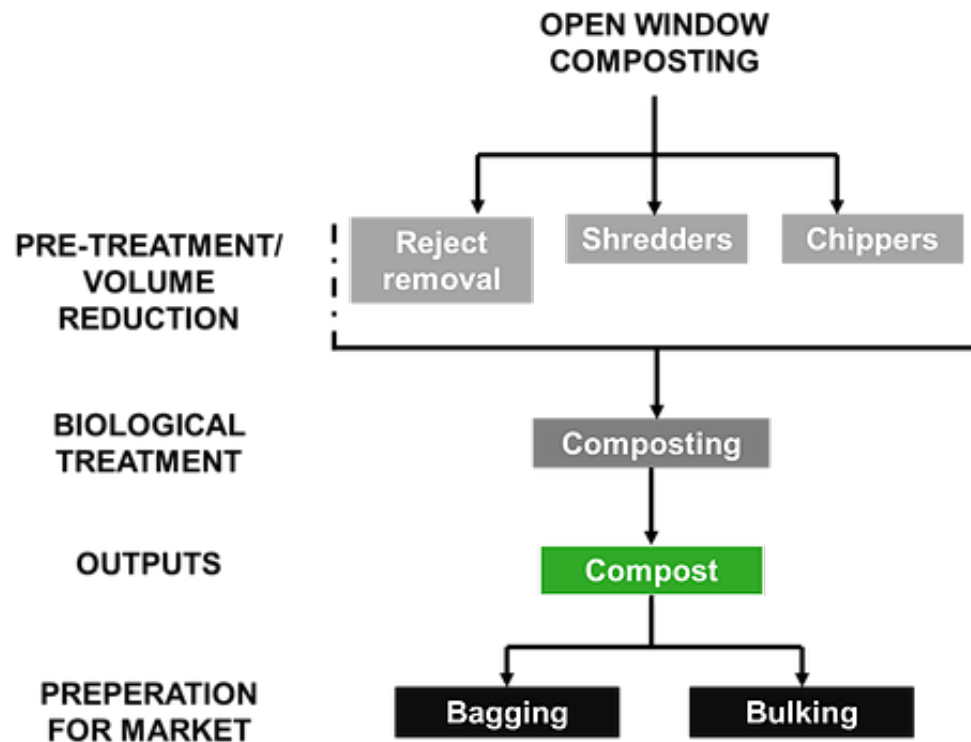 OPEN WINDOW
COMPOSTING
PRE-TREATMENT/
VOLUME
REDUCTION
Reject
removal
Shredders
Chippers
BIOLOGICAL
TREATMENT
Composting
OUTPUTS
Compost
PREPERATION
FOR MARKET
Bagging
Bulking